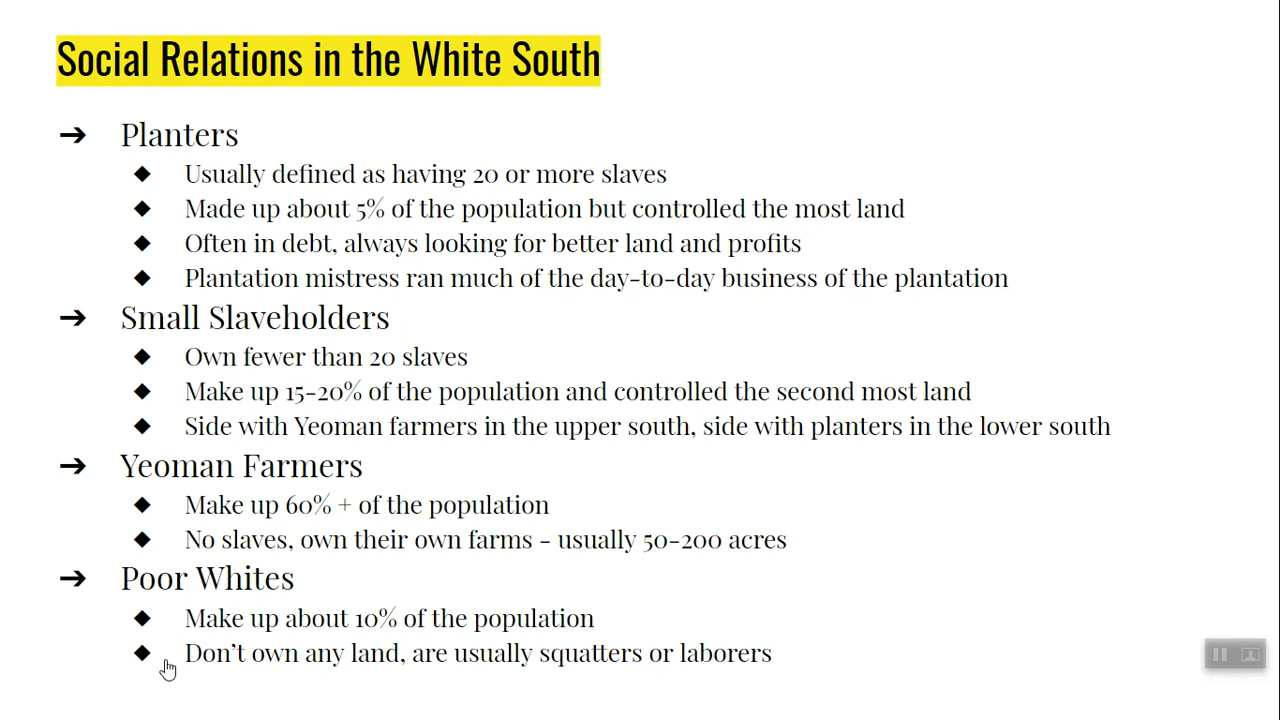 Social Relations in the White South
➔ Planters
◆ Usually defined as having 20 or more slaves
◆ Made up about 5% of the population but controlled the most land
◆ Often in debt, always looking for better land and profits
◆ Plantation mistress ran much of the day-to-day business of the plantation
➔ Small Slaveholders
◆ Own fewer than 20 slaves
◆ Make up 15-20% of the population and controlled the second most land
◆ Side with Yeoman farmers in the upper south, side with planters in the lower south
➔ Yeoman Farmers
◆ Make up 60% + of the population
◆ No slaves, own their own farms - usually 50-200 acres
➔ Poor Whites
◆ Make up about 10% of the population
◆ Don’t own any land, are usually squatters or laborers